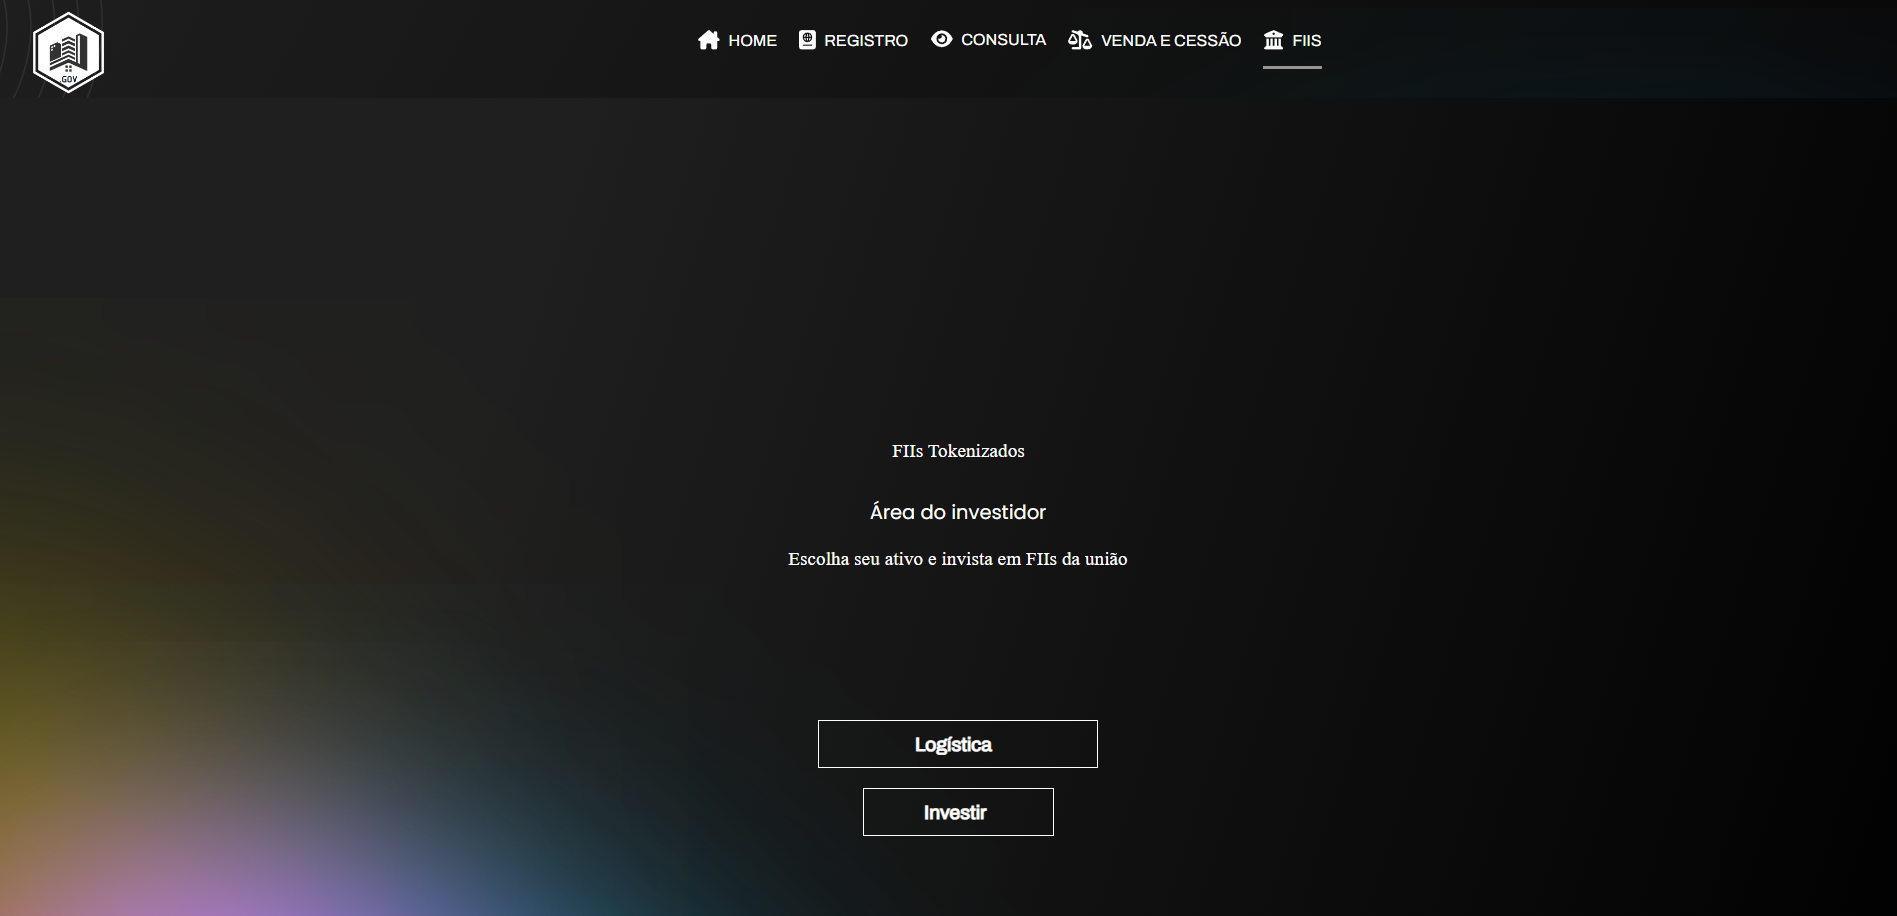 .GOV
HOME
REGISTRO
CONSULTA
VENDA E CESSÃO
FIIS
FIIs Tokenizados
Área do investidor
Escolha seu ativo e invista em FIIs da união
Logística
Investir